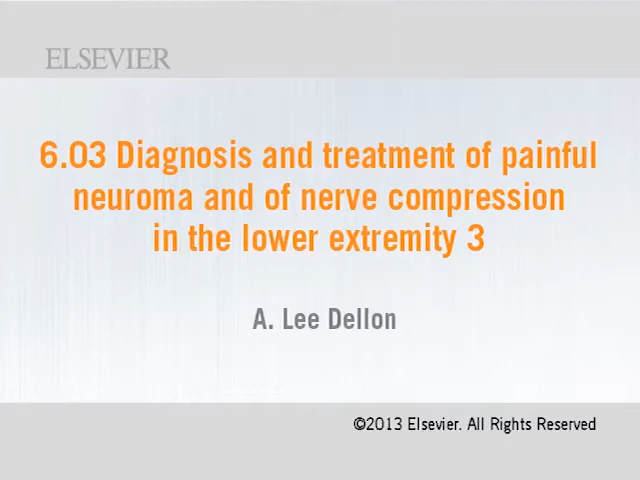 ELSEVIER
6.03 Diagnosis and treatment of painful
neuroma and of nerve compression
in the lower extremity 3
A. Lee Dellon
©2013 Elsevier. All Rights Reserved